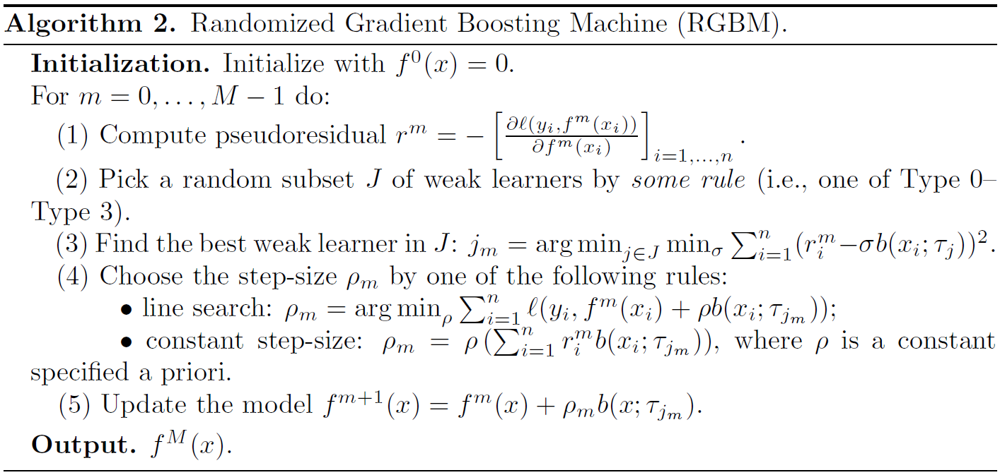 Algorithm 2. Randomized Gradient Boosting Machine (RGBM).
Initialization. Initialize with $f^0(x) = 0$.
For $m = 0, \ldots, M - 1$ do:
(1) Compute pseudoresidual $r^m = -\left[\frac{\partial \ell(y_i, f^m(x_i))}{\partial f^m(x_i)}\right]_{i=1,\ldots,n}$.
(2) Pick a random subset $J$ of weak learners by some rule (i.e., one of Type 0–
Type 3).
(3) Find the best weak learner in $J$: $j_m = \arg\min_{j \in J} \min_\sigma \sum_{i=1}^n (r_i^m - \sigma b(x_i; \tau_j))^2$.
(4) Choose the step-size $\rho_m$ by one of the following rules:
• line search: $\rho_m = \arg\min_\rho \sum_{i=1}^n \ell(y_i, f^m(x_i) + \rho b(x_i; \tau_{j_m}))$;
• constant step-size: $\rho_m = \rho \left(\sum_{i=1}^n r_i^m b(x_i; \tau_{j_m})\right)$, where $\rho$ is a constant
specified a priori.
(5) Update the model $f^{m+1}(x) = f^m(x) + \rho_m b(x; \tau_{j_m})$.
Output. $f^M(x)$.